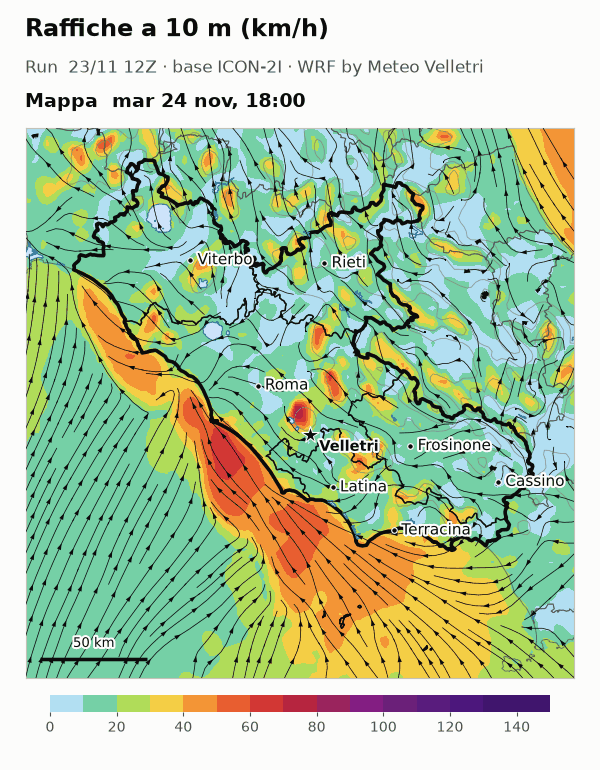 Raffiche a 10 m (km/h)
Run 23/11 12Z · base ICON-2I · WRF by Meteo Velletri
Mappa mar 24 nov, 18:00
Viterbo
Rieti
Roma
Velletri
Frosinone
Latina
Cassino
Terracina
50 km
0 20 40 60 80 100 120 140